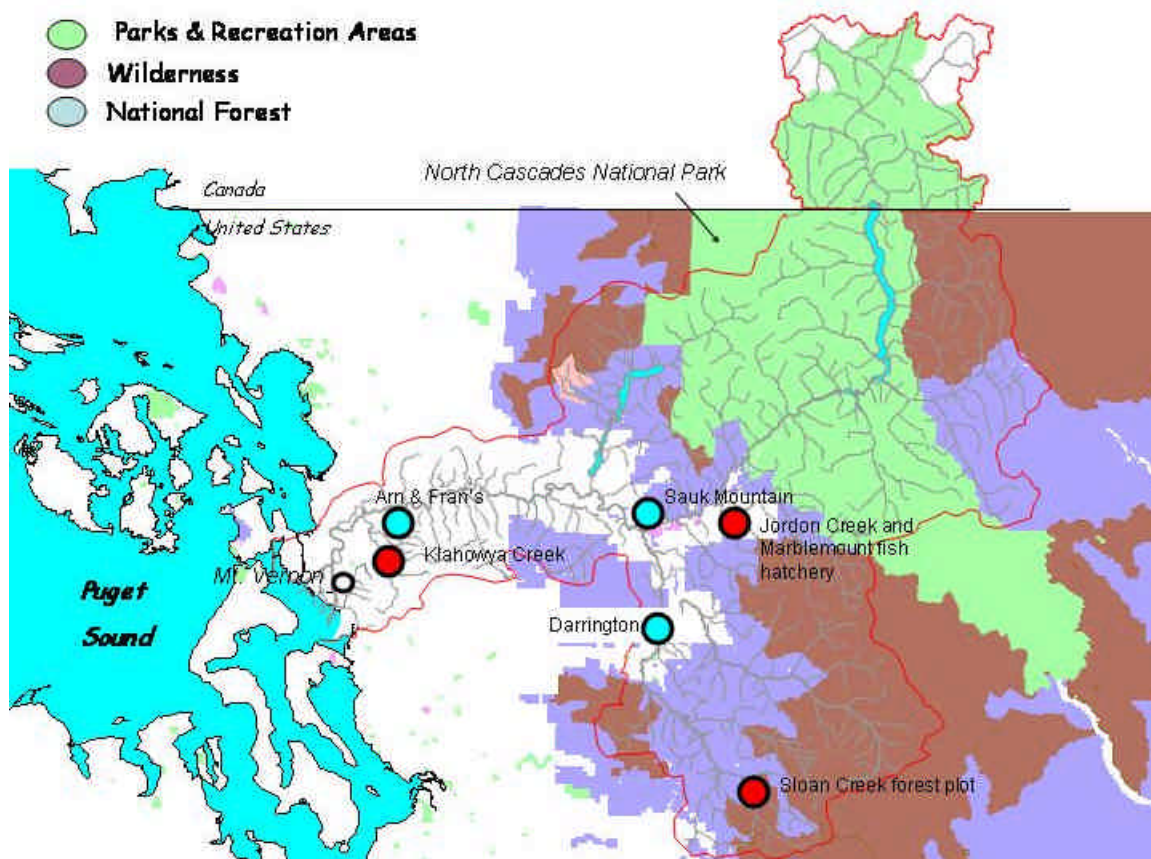 Parks & Recreation Areas
Wilderness
National Forest
North Cascades National Park
Canada
United States
Arn & Fran's
Sauk Mountain
Jordon Creek and
Marblemount fish
hatchery
Klahowya Creek
Mt. Vernon
Puget
Sound
Darrington
Sloan Creek forest plot